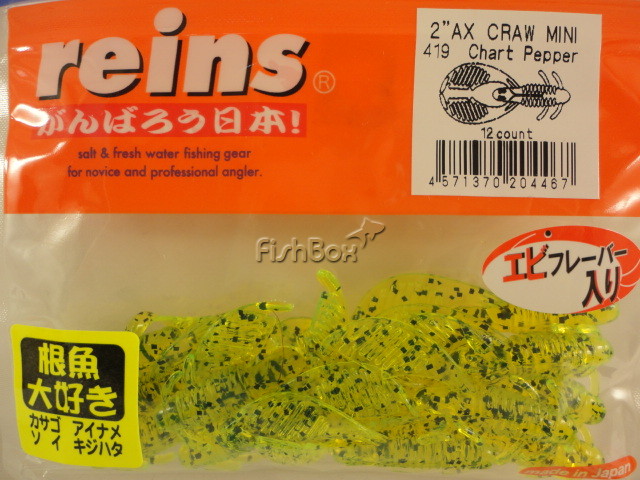 reins®
がんばろう日本!
salt & fresh water fishing gear
for novice and professional angler.
2"AX CRAW MINI
419 Chart Pepper
12 count
4 571370 204467
FishBox
エビフレーバー
入り
根魚
大好き
カサゴ アイナメ
ソイ キジハタ
made in Japan